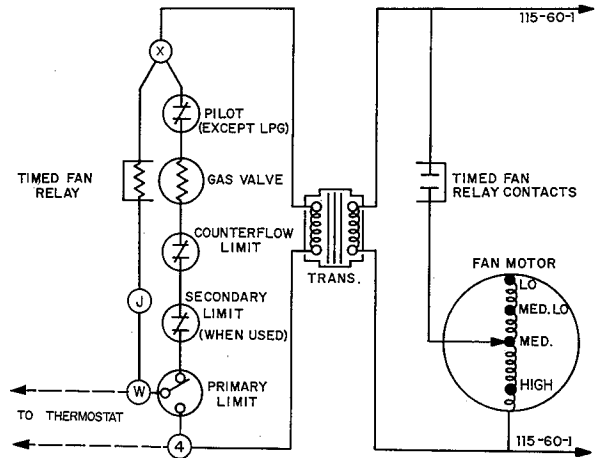 115-60-1
X
PILOT
(EXCEPT LPG)
TIMED FAN
RELAY
GAS VALVE
TIMED FAN
RELAY CONTACTS
COUNTERFLOW
LIMIT
TRANS.
FAN MOTOR
LO
MED. LO
MED.
HIGH
J
SECONDARY
LIMIT
(WHEN USED)
W
PRIMARY
LIMIT
TO THERMOSTAT
4
115-60-1